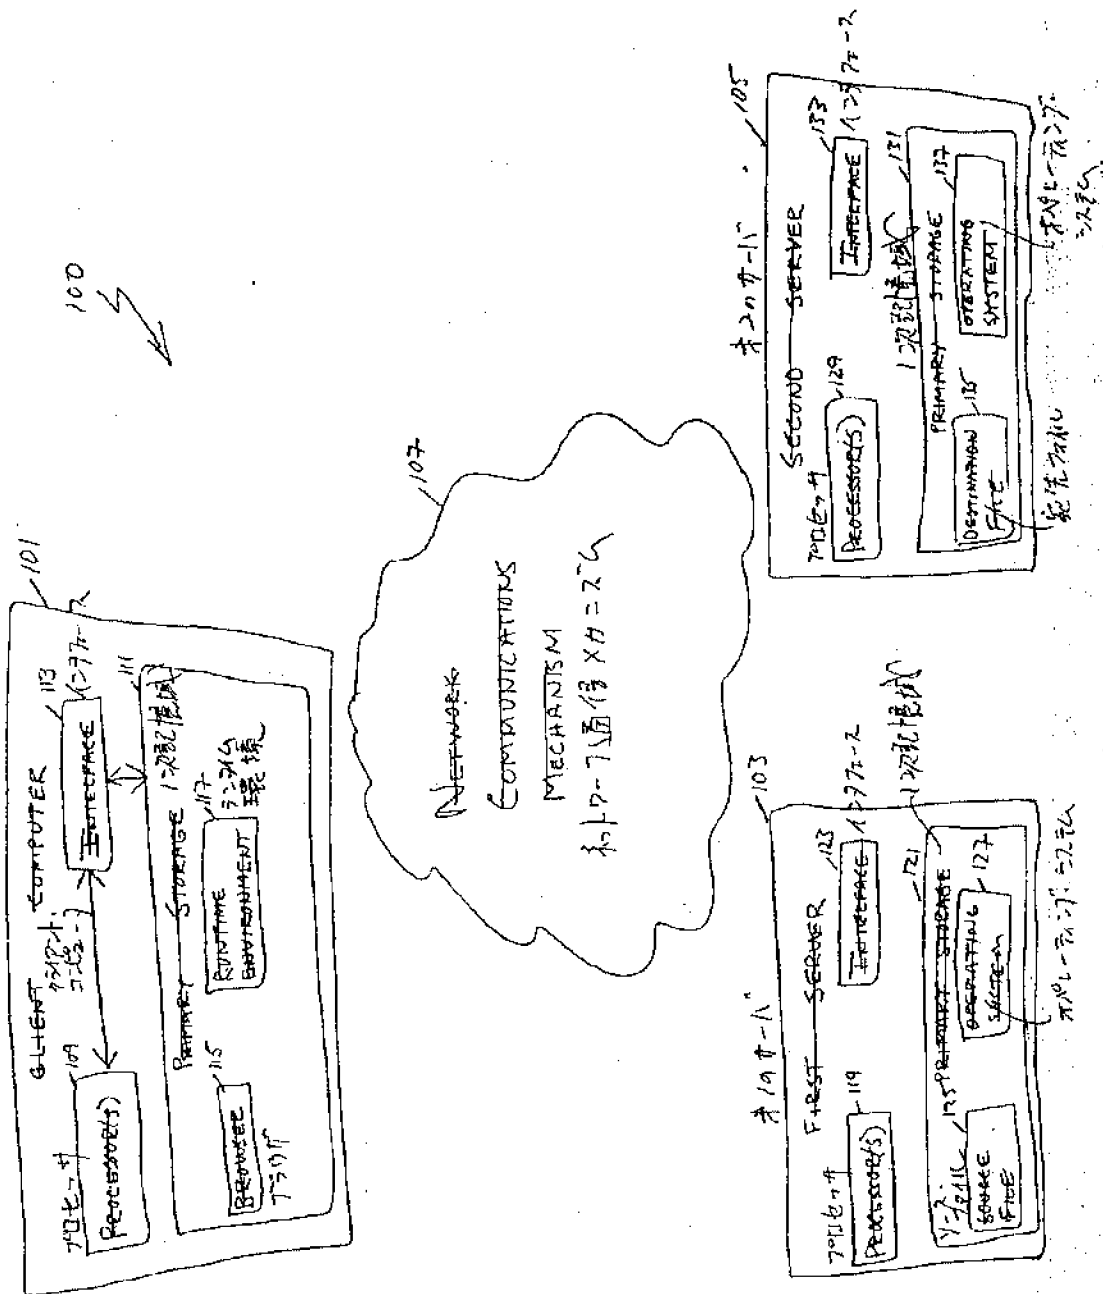 100
101
CLIENT COMPUTER
クライアント・
コンピュータ
プロセッサ
109
PROCESSOR(S)
113
INTERFACE
インタフェース
111
PRIMARY STORAGE
1次記憶域
115
BROWSER
ブラウザ
117
RUNTIME
ENVIRONMENT
ランタイム
環境
107
NETWORK
COMMUNICATIONS
MECHANISM
ネットワーク通信メカニズム
103
第1のサーバ
FIRST SERVER
プロセッサ
119
PROCESSOR(S)
123
INTERFACE
インタフェース
121
PRIMARY STORAGE
1次記憶域
ソース・
ファイル
125
SOURCE
FILE
127
OPERATING
SYSTEM
オペレーティング・システム
105
第2のサーバ
SECOND SERVER
プロセッサ
129
PROCESSOR(S)
133
INTERFACE
インタフェース
1次記憶域
131
PRIMARY STORAGE
135
DESTINATION
FILE
宛先ファイル
137
OPERATING
SYSTEM
オペレーティング・
システム